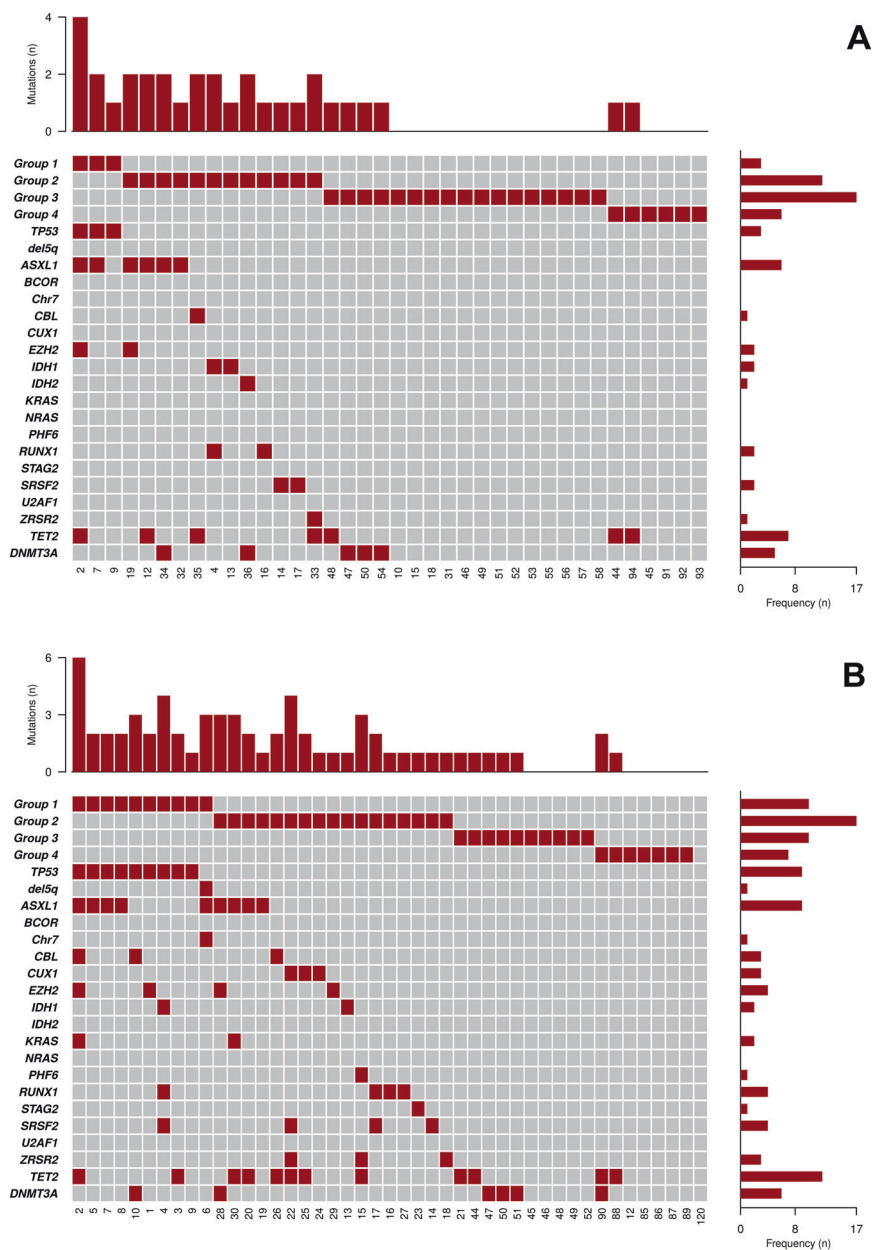 A
4
2
0
Mutations (n)
Group 1
Group 2
Group 3
Group 4
TP53
del5q
ASXL1
BCOR
Chr7
CBL
CUX1
EZH2
IDH1
IDH2
KRAS
NRAS
PHF6
RUNX1
STAG2
SRSF2
U2AF1
ZRSR2
TET2
DNMT3A
2 7 9 19 12 34 32 35 4 13 36 16 14 17 33 48 47 50 54 10 15 18 31 46 49 51 52 53 55 56 57 58 44 94 45 91 92 93
0 8 17
Frequency (n)
B
6
3
0
Mutations (n)
Group 1
Group 2
Group 3
Group 4
TP53
del5q
ASXL1
BCOR
Chr7
CBL
CUX1
EZH2
IDH1
IDH2
KRAS
NRAS
PHF6
RUNX1
STAG2
SRSF2
U2AF1
ZRSR2
TET2
DNMT3A
2 5 7 8 10 1 4 3 9 6 28 30 20 19 26 22 25 24 29 13 15 17 16 27 23 14 18 21 44 47 50 51 45 46 48 49 52 90 88 12 85 86 87 89 120
0 8 17
Frequency (n)